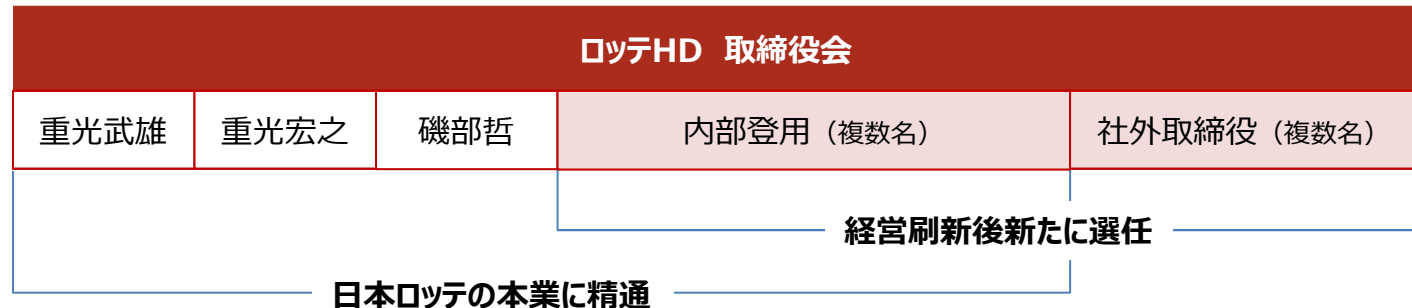 ロッテHD 取締役会
重光武雄 重光宏之 磯部哲 内部登用（複数名） 社外取締役（複数名）
経営刷新後新たに選任
日本ロッテの本業に精通